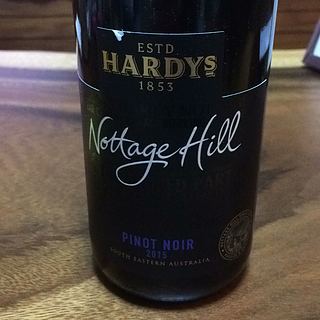 ESTD
HARDYS
1853
Nottage Hill
PINOT NOIR
2015
SOUTH EASTERN AUSTRALIA